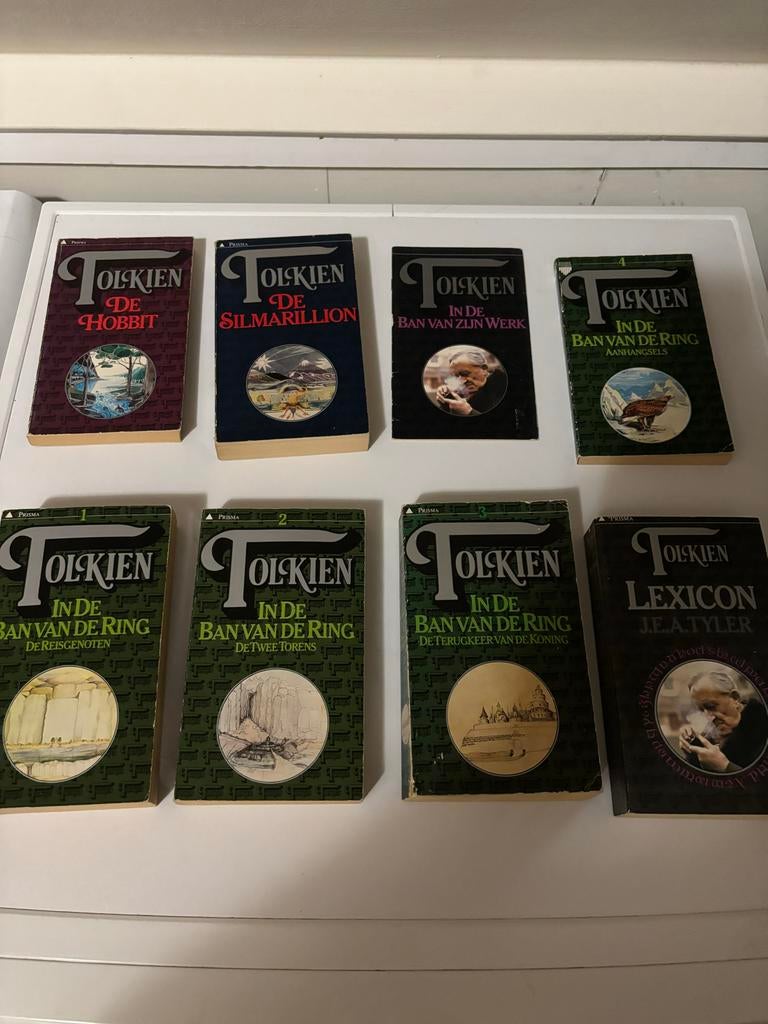 PRISMA
TOLKIEN
DE
HOBBIT
PRISMA
TOLKIEN
DE
SILMARILLION
TOLKIEN
IN DE
BAN VAN ZIJN WERK
4
TOLKIEN
IN DE
BAN VAN DE RING
AANHANGSELS
PRISMA
1
TOLKIEN
IN DE
BAN VAN DE RING
DE REISGENOTEN
PRISMA
2
TOLKIEN
IN DE
BAN VAN DE RING
DE TWEE TORENS
PRISMA
3
TOLKIEN
IN DE
BAN VAN DE RING
DE TERUGKEER VAN DE KONING
PRISMA
TOLKIEN
LEXICON
J.E.A. TYLER